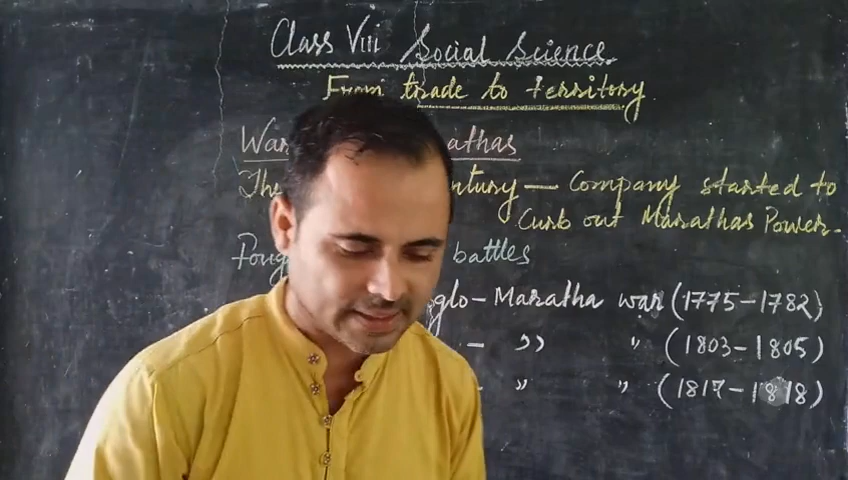 Class VIII Social Science
From trade to territory
War athas
The ntury — Company started to
Curb out Marathas Power.
Foug battles
glo-Maratha war (1775-1782)
- ,, ,, (1803-1805)
- ,, ,, (1817-1818)